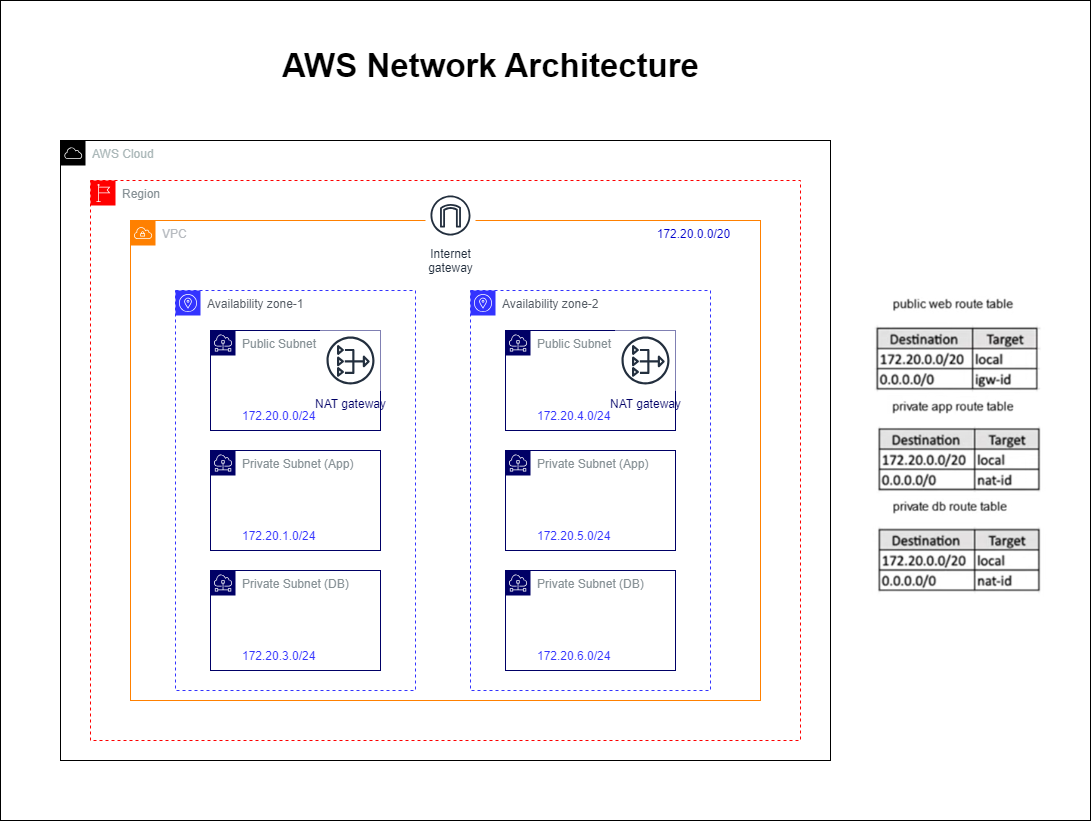 AWS Network Architecture
AWS Cloud
Region
VPC
172.20.0.0/20
Internet
gateway
Availability zone-1
Public Subnet
NAT gateway
172.20.0.0/24
Private Subnet (App)
172.20.1.0/24
Private Subnet (DB)
172.20.3.0/24
Availability zone-2
Public Subnet
NAT gateway
172.20.4.0/24
Private Subnet (App)
172.20.5.0/24
Private Subnet (DB)
172.20.6.0/24
public web route table
Destination Target
172.20.0.0/20 local
0.0.0.0/0 igw-id
private app route table
Destination Target
172.20.0.0/20 local
0.0.0.0/0 nat-id
private db route table
Destination Target
172.20.0.0/20 local
0.0.0.0/0 nat-id